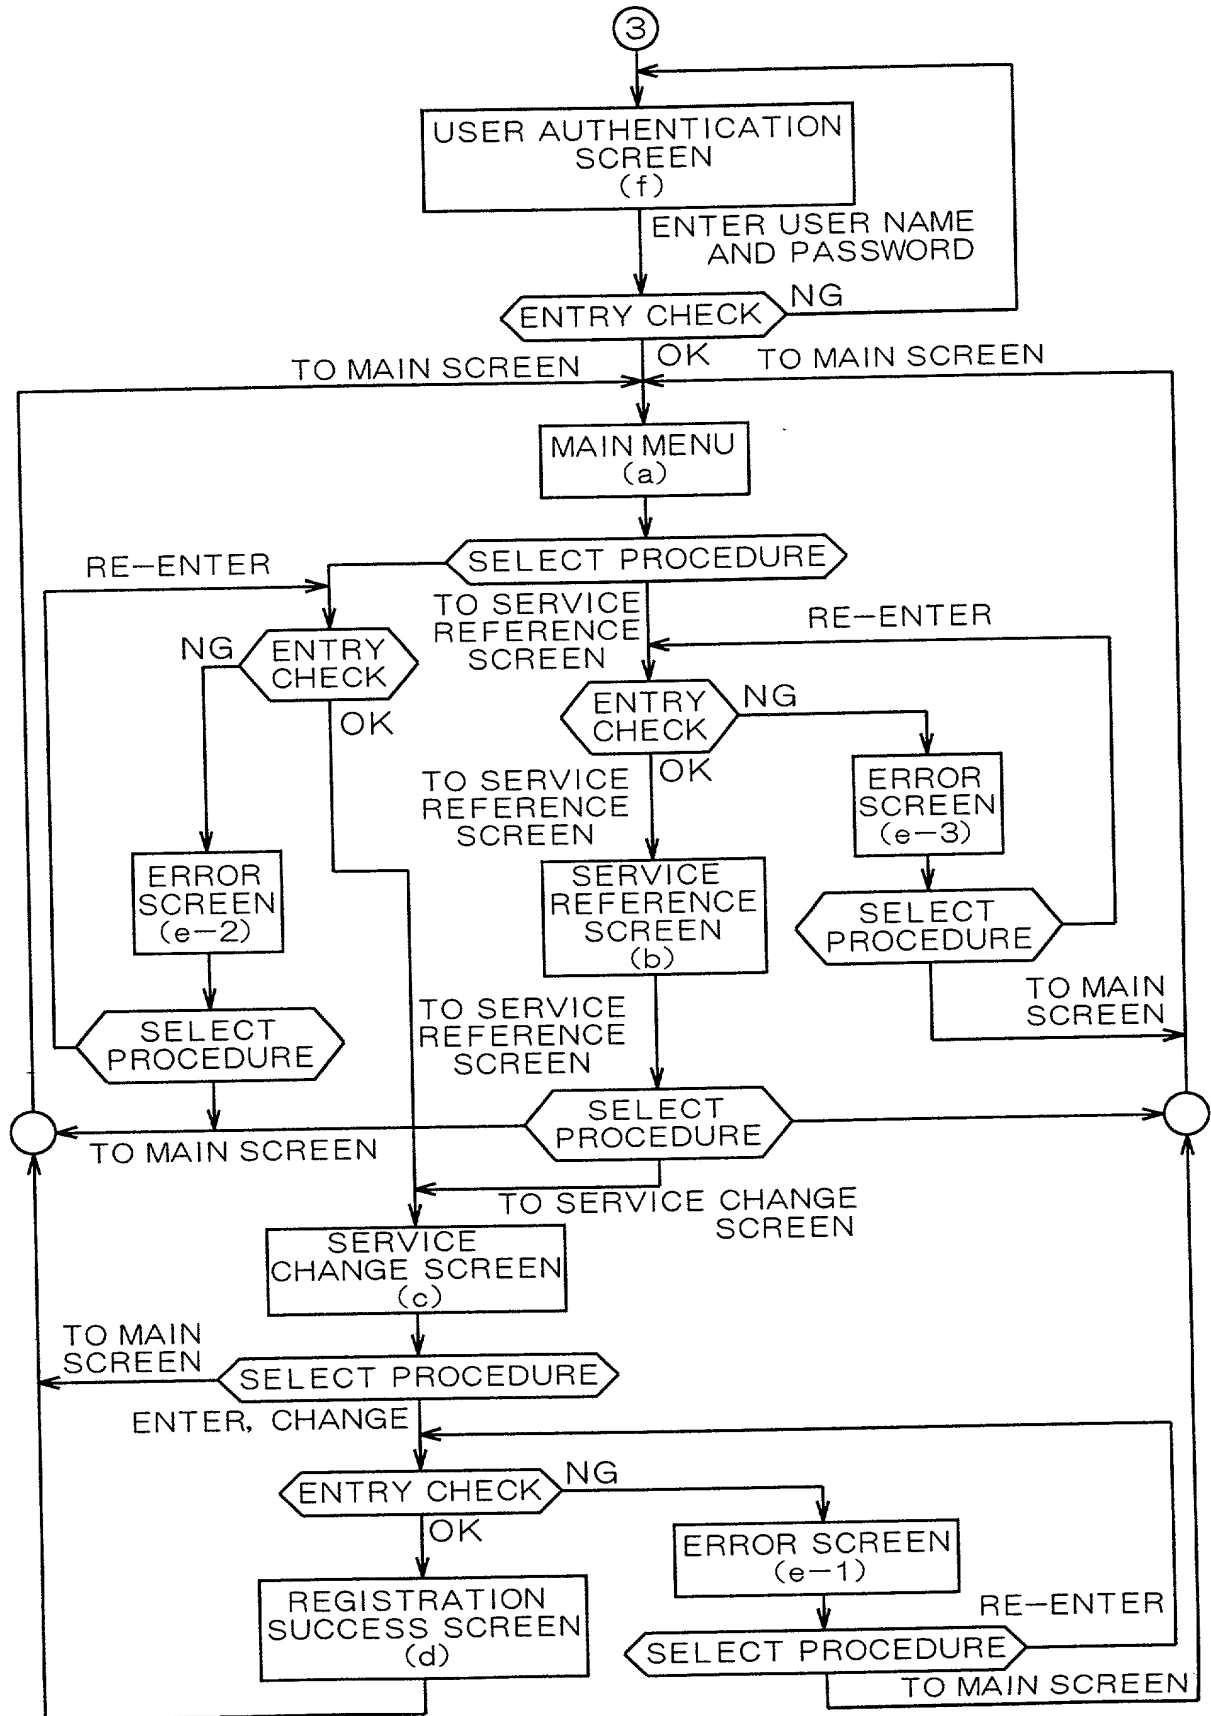 3
USER AUTHENTICATION
SCREEN
(f)
ENTER USER NAME
AND PASSWORD
ENTRY CHECK
NG
OK
TO MAIN SCREEN
TO MAIN SCREEN
MAIN MENU
(a)
SELECT PROCEDURE
RE-ENTER
TO SERVICE
REFERENCE
SCREEN
RE-ENTER
NG
ENTRY
CHECK
OK
ENTRY
CHECK
NG
OK
TO SERVICE
REFERENCE
SCREEN
ERROR
SCREEN
(e-3)
ERROR
SCREEN
(e-2)
SERVICE
REFERENCE
SCREEN
(b)
SELECT
PROCEDURE
TO MAIN
SCREEN
TO SERVICE
REFERENCE
SCREEN
SELECT
PROCEDURE
SELECT
PROCEDURE
TO MAIN SCREEN
TO SERVICE CHANGE
SCREEN
SERVICE
CHANGE SCREEN
(c)
TO MAIN
SCREEN
SELECT PROCEDURE
ENTER, CHANGE
ENTRY CHECK
NG
OK
ERROR SCREEN
(e-1)
REGISTRATION
SUCCESS SCREEN
(d)
RE-ENTER
SELECT PROCEDURE
TO MAIN SCREEN